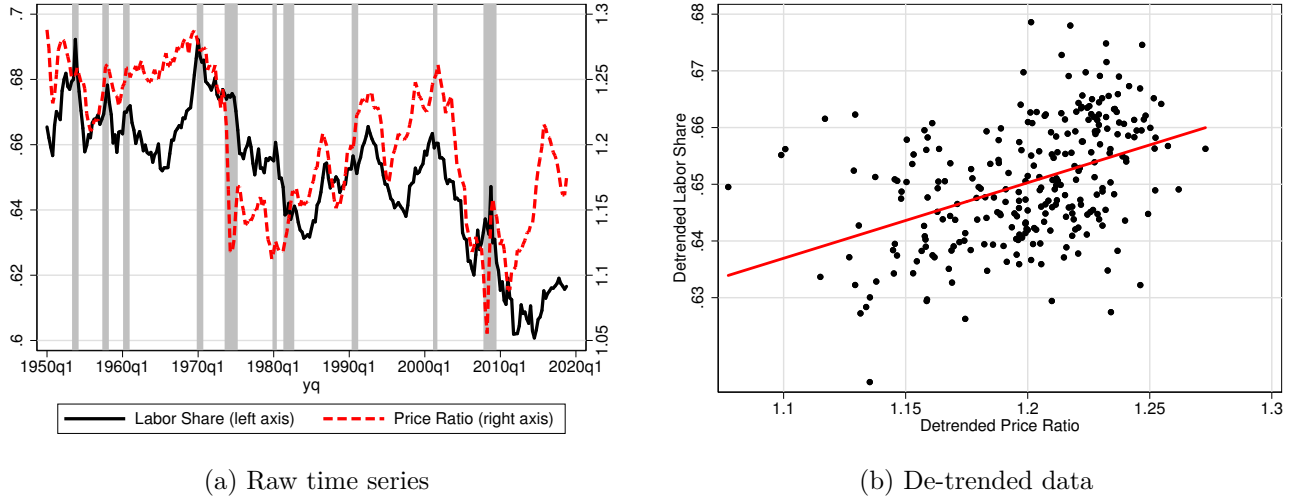 .7
.68
.66
.64
.62
.6
1.3
1.25
1.2
1.15
1.1
1.05
1950q1 1960q1 1970q1 1980q1 1990q1 2000q1 2010q1 2020q1
yq
Labor Share (left axis) Price Ratio (right axis)
(a) Raw time series
Detrended Labor Share
.68
.67
.66
.65
.64
.63
1.1 1.15 1.2 1.25 1.3
Detrended Price Ratio
(b) De-trended data